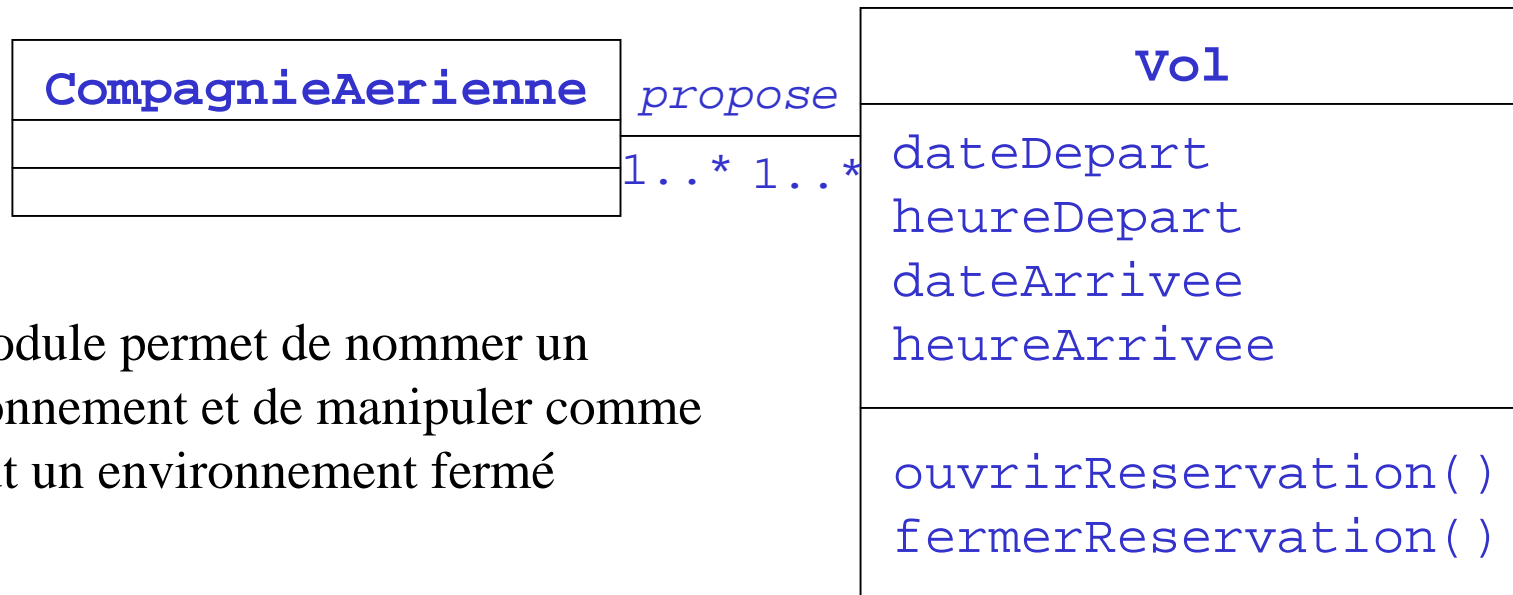 CompagnieAerienne
propose
1..* 1..*
Vol
dateDepart
heureDepart
dateArrivee
heureArrivee
ouvrirReservation()
fermerReservation()
odule permet de nommer un
onnement et de manipuler comme
t un environnement fermé